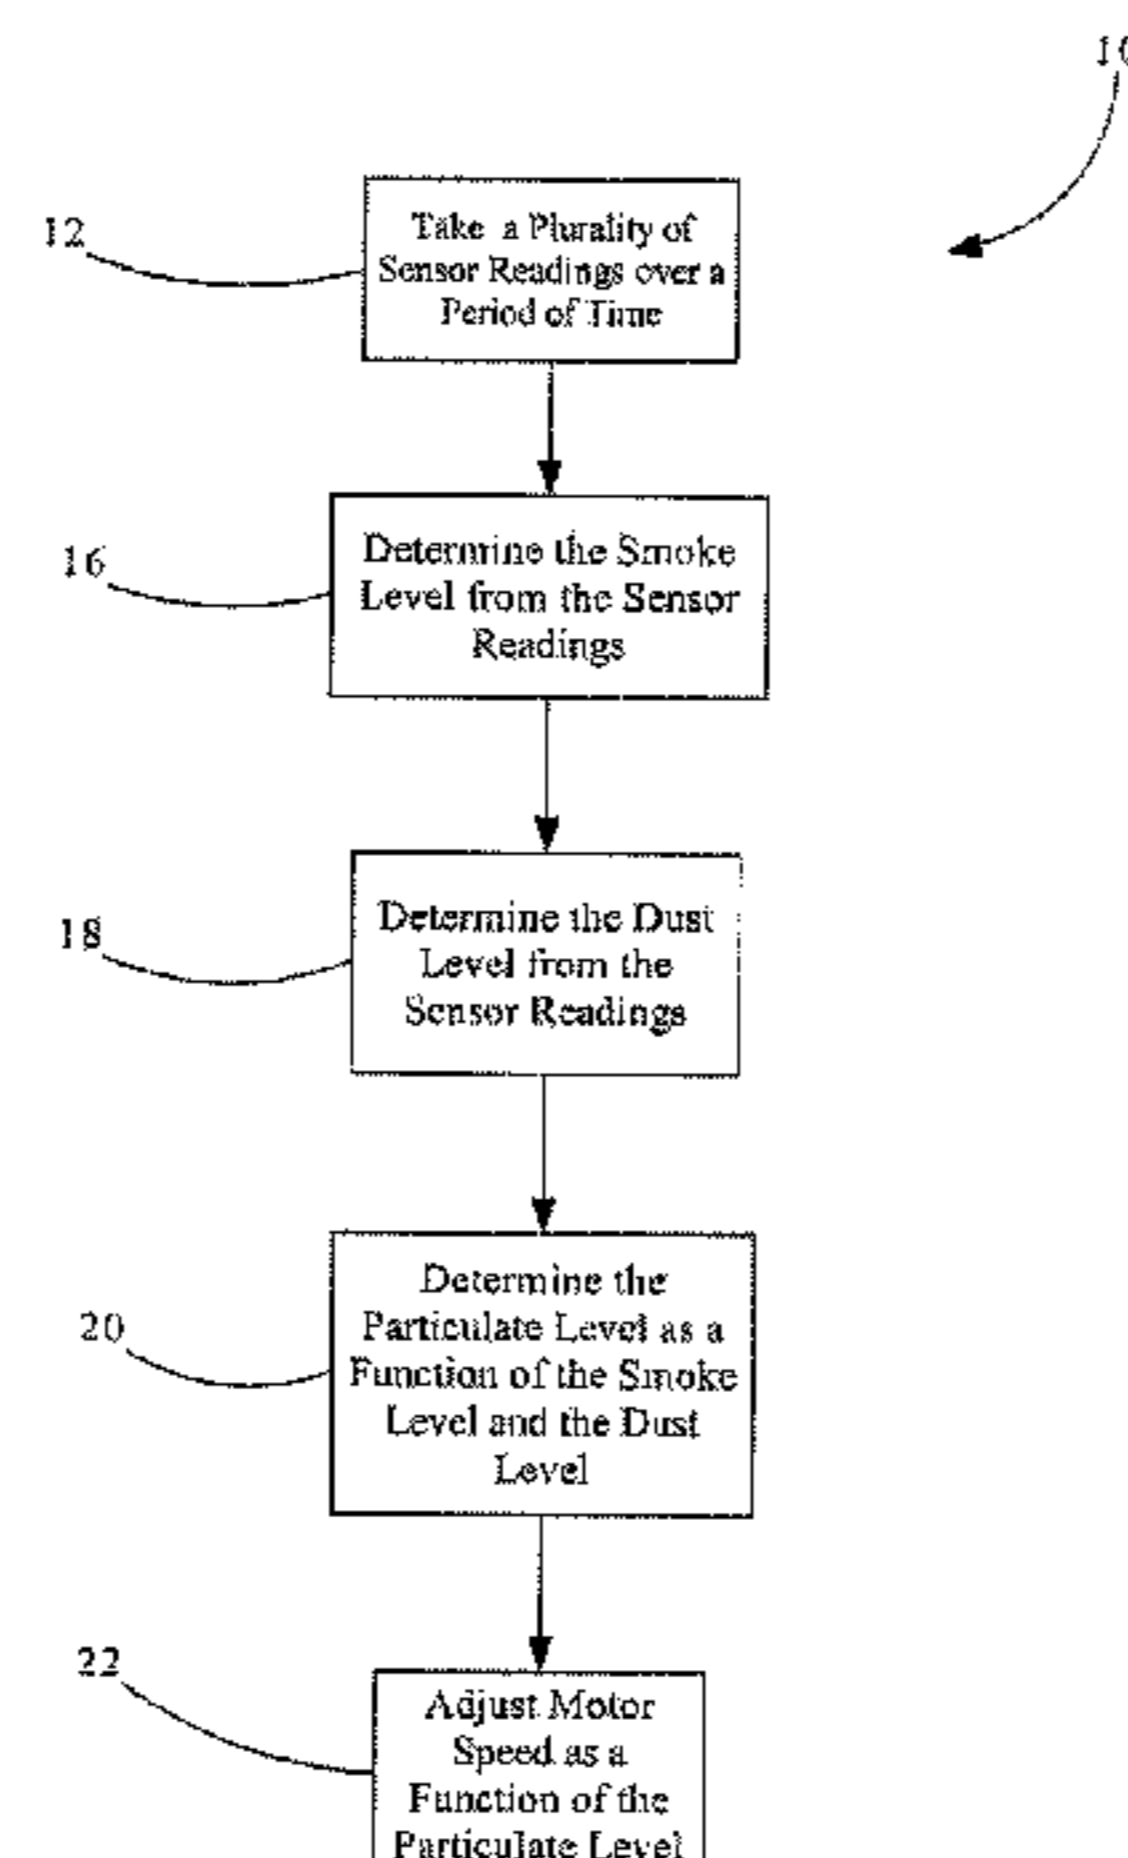 10
12
Take a Plurality of
Sensor Readings over a
Period of Time
16
Determine the Smoke
Level from the Sensor
Readings
18
Determine the Dust
Level from the
Sensor Readings
20
Determine the
Particulate Level as a
Function of the Smoke
Level and the Dust
Level
22
Adjust Motor
Speed as a
Function of the
Particulate Level